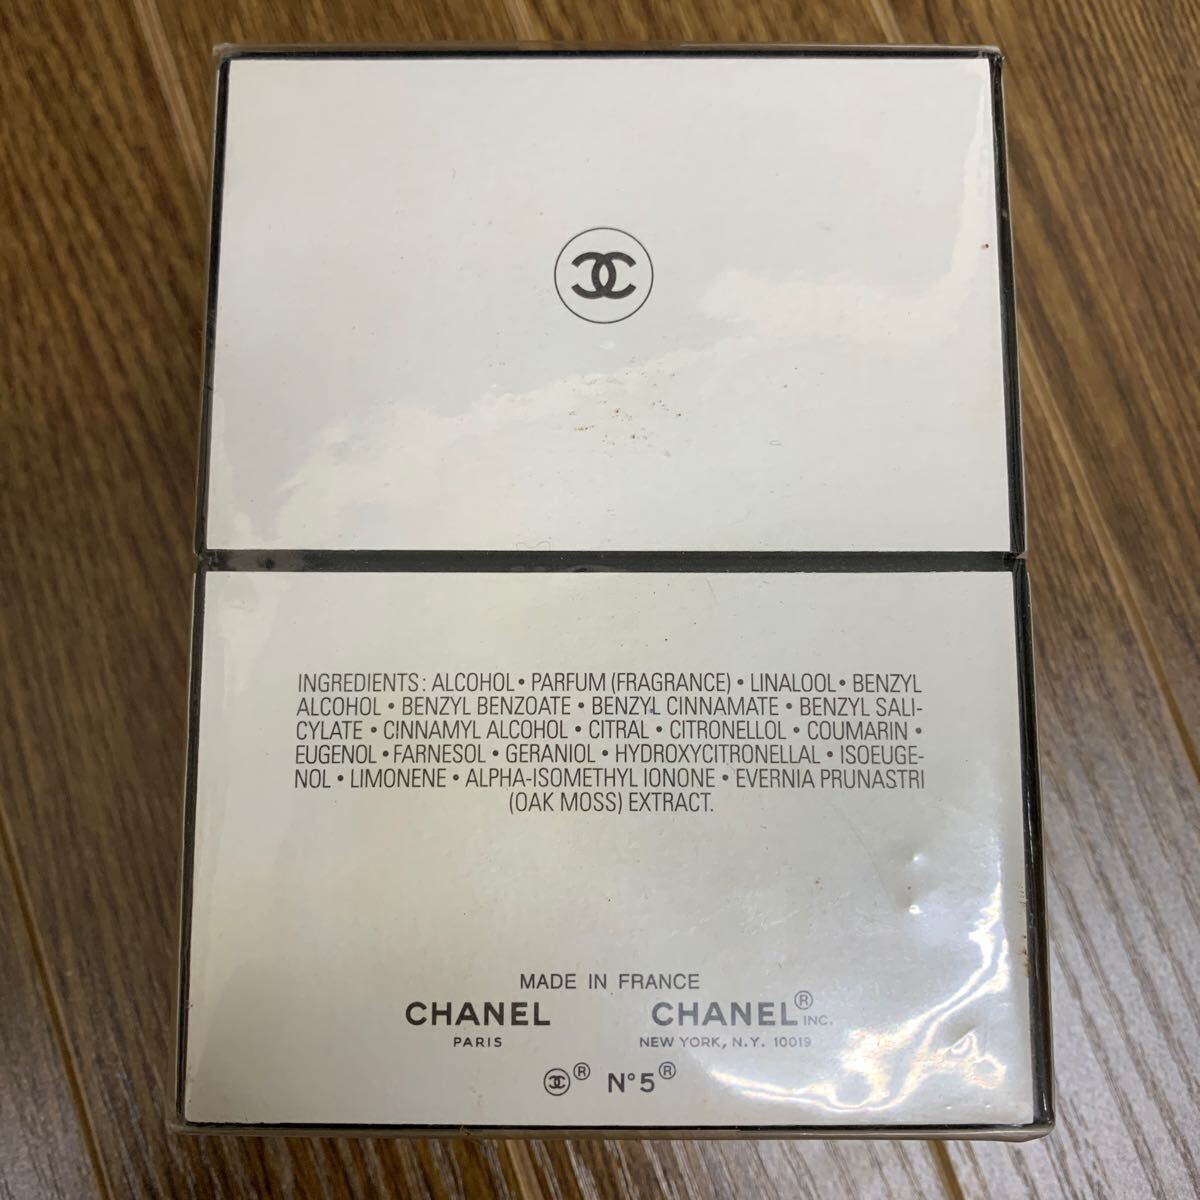 INGREDIENTS: ALCOHOL • PARFUM (FRAGRANCE) • LINALOOL • BENZYL
ALCOHOL • BENZYL BENZOATE • BENZYL CINNAMATE • BENZYL SALI-
CYLATE • CINNAMYL ALCOHOL • CITRAL • CITRONELLOL • COUMARIN •
EUGENOL • FARNESOL • GERANIOL • HYDROXYCITRONELLAL • ISOEUGE-
NOL • LIMONENE • ALPHA-ISOMETHYL IONONE • EVERNIA PRUNASTRI
(OAK MOSS) EXTRACT.
MADE IN FRANCE
CHANEL CHANEL® INC.
PARIS NEW YORK, N.Y. 10019
® N°5®